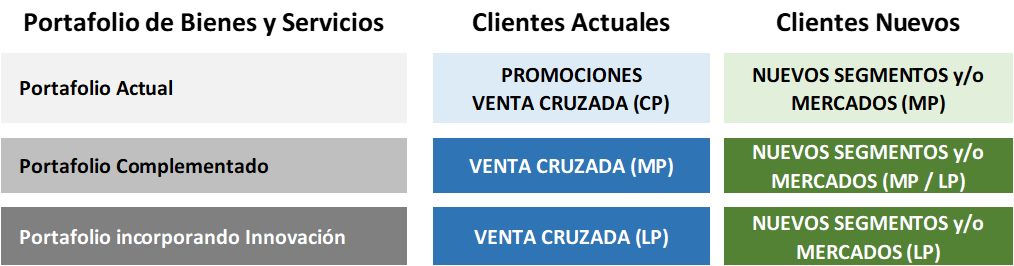 Portafolio de Bienes y Servicios
Clientes Actuales
Clientes Nuevos
Portafolio Actual
PROMOCIONES
VENTA CRUZADA (CP)
NUEVOS SEGMENTOS y/o
MERCADOS (MP)
Portafolio Complementado
VENTA CRUZADA (MP)
NUEVOS SEGMENTOS y/o
MERCADOS (MP / LP)
Portafolio incorporando Innovación
VENTA CRUZADA (LP)
NUEVOS SEGMENTOS y/o
MERCADOS (LP)